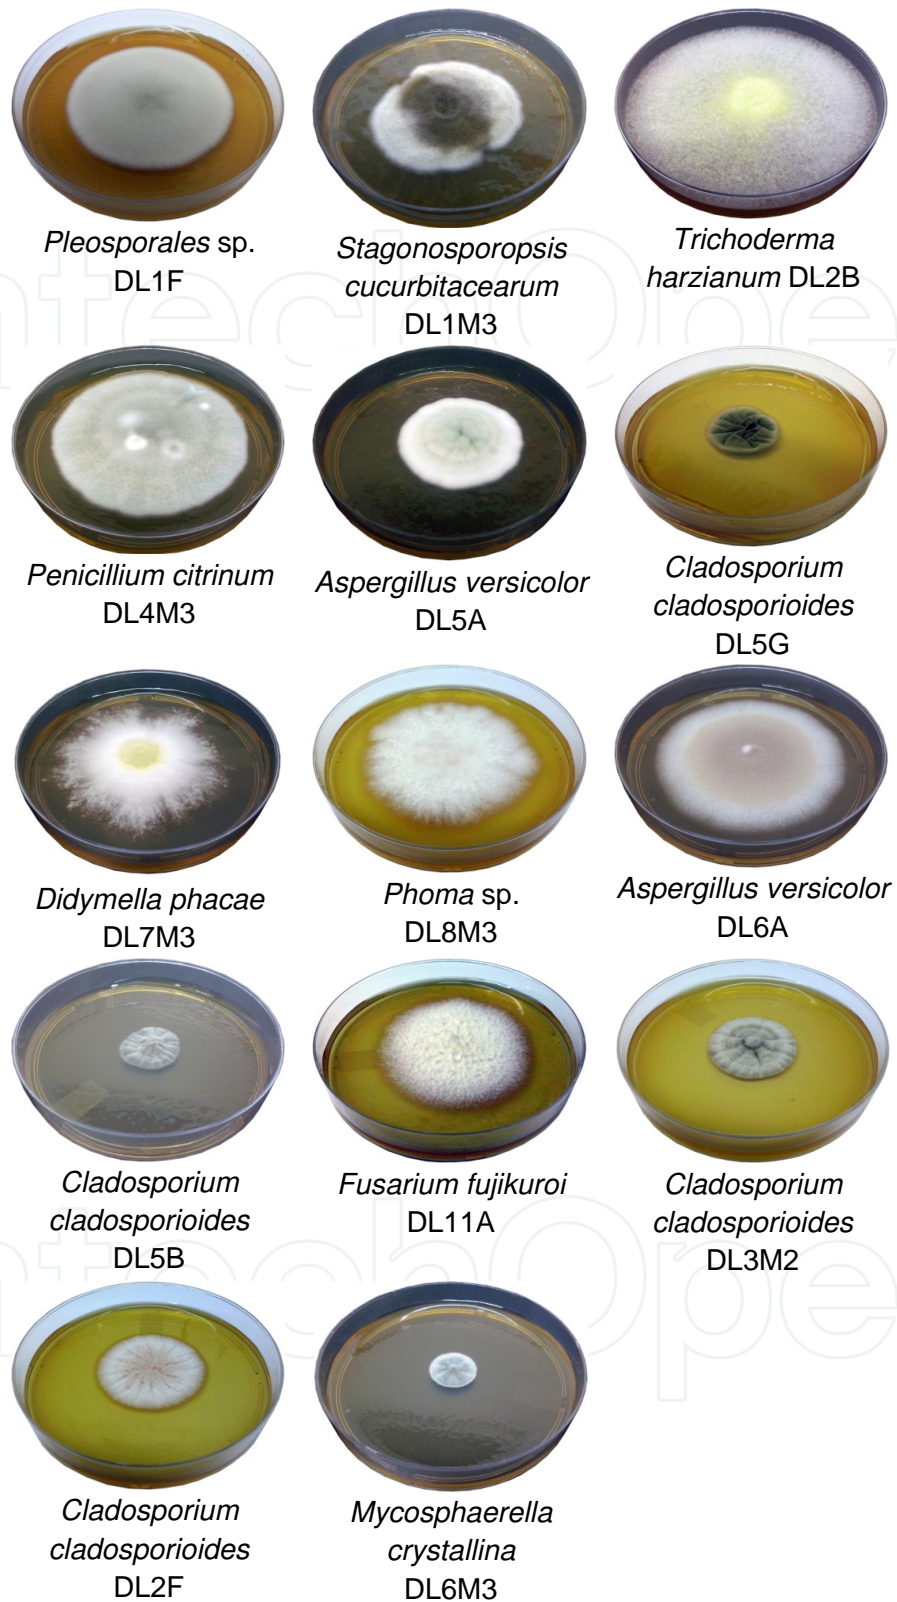 Pleosporales sp.
DL1F
Stagonosporopsis
cucurbitacearum
DL1M3
Trichoderma
harzianum DL2B
Penicillium citrinum
DL4M3
Aspergillus versicolor
DL5A
Cladosporium
cladosporioides
DL5G
Didymella phacae
DL7M3
Phoma sp.
DL8M3
Aspergillus versicolor
DL6A
Cladosporium
cladosporioides
DL5B
Fusarium fujikuroi
DL11A
Cladosporium
cladosporioides
DL3M2
Cladosporium
cladosporioides
DL2F
Mycosphaerella
crystallina
DL6M3
ntechOpe
ntechOpe